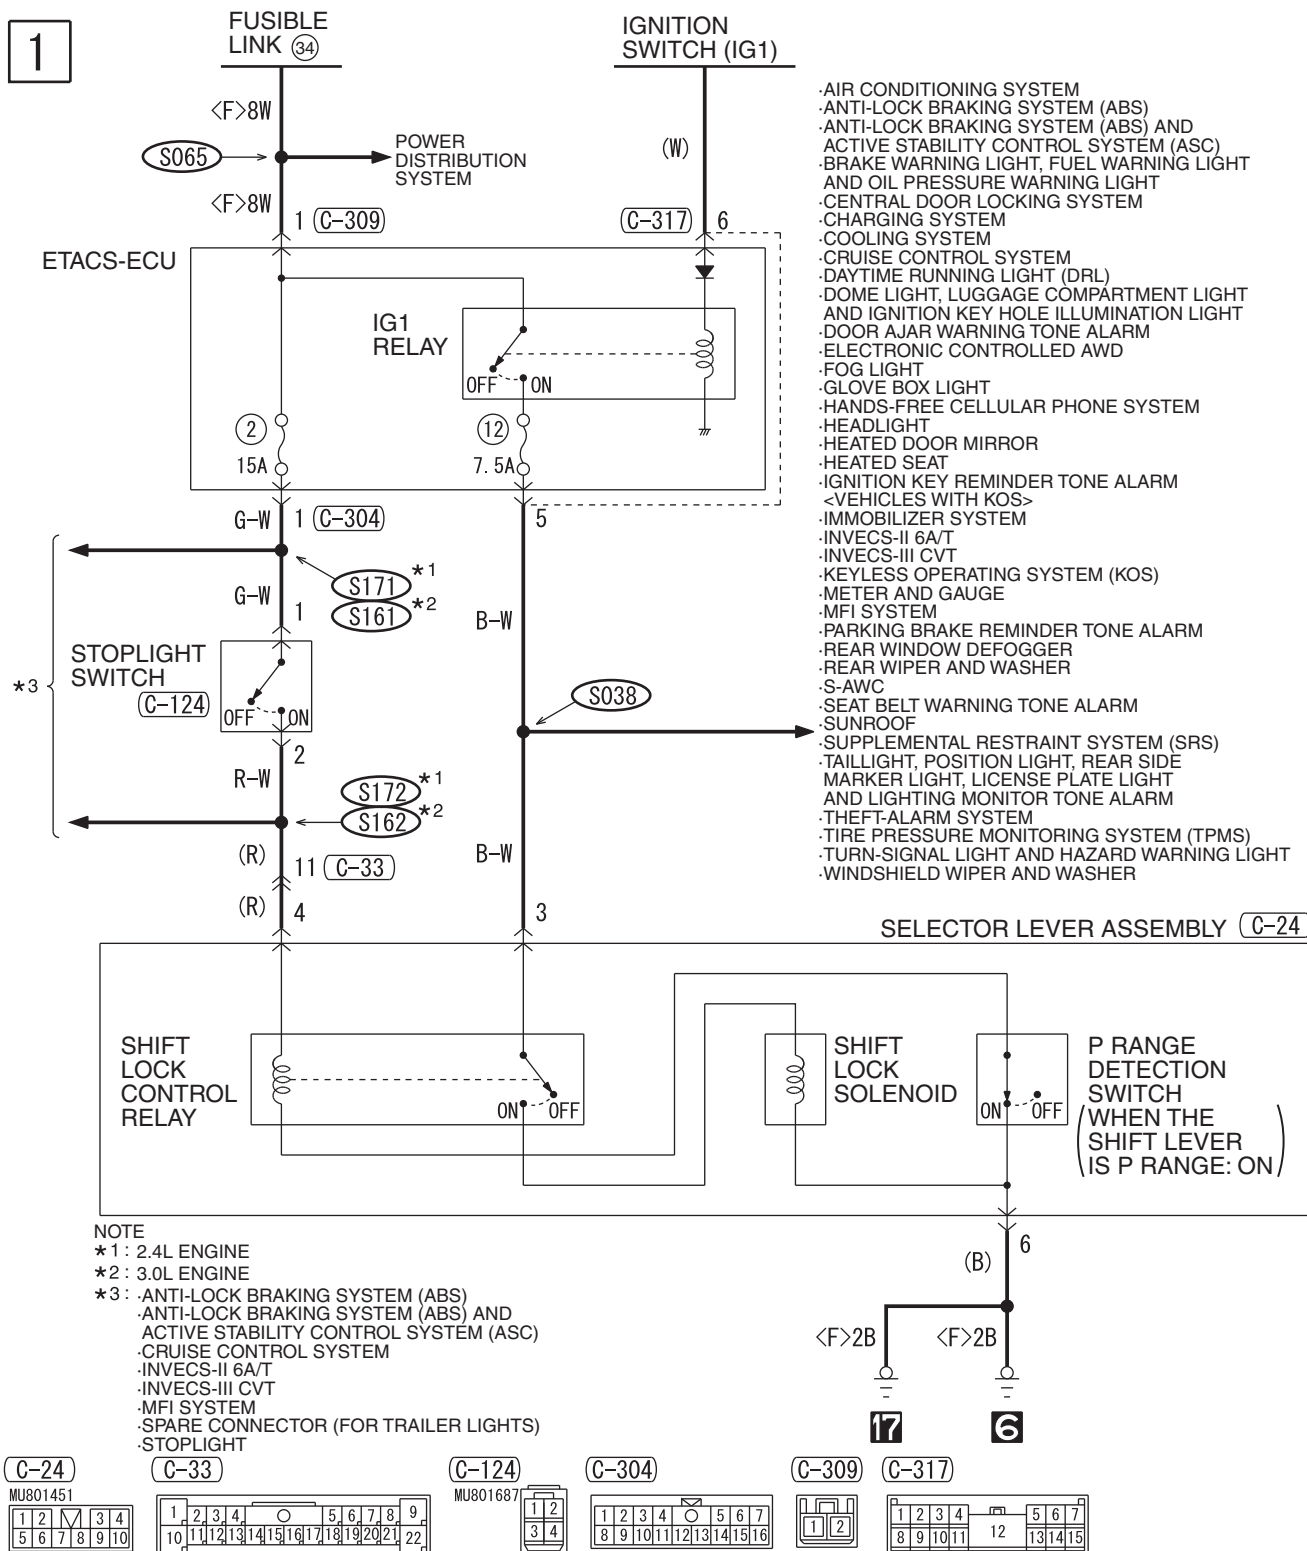 1
FUSIBLE
LINK 34
IGNITION
SWITCH (IG1)
<F>8W
S065
POWER
DISTRIBUTION
SYSTEM
(W)
<F>8W
1 C-309
C-317 6
ETACS-ECU
IG1
RELAY
OFF ON
2
15A
12
7.5A
·AIR CONDITIONING SYSTEM
·ANTI-LOCK BRAKING SYSTEM (ABS)
·ANTI-LOCK BRAKING SYSTEM (ABS) AND
ACTIVE STABILITY CONTROL SYSTEM (ASC)
·BRAKE WARNING LIGHT, FUEL WARNING LIGHT
AND OIL PRESSURE WARNING LIGHT
·CENTRAL DOOR LOCKING SYSTEM
·CHARGING SYSTEM
·COOLING SYSTEM
·CRUISE CONTROL SYSTEM
·DAYTIME RUNNING LIGHT (DRL)
·DOME LIGHT, LUGGAGE COMPARTMENT LIGHT
AND IGNITION KEY HOLE ILLUMINATION LIGHT
·DOOR AJAR WARNING TONE ALARM
·ELECTRONIC CONTROLLED AWD
·FOG LIGHT
·GLOVE BOX LIGHT
·HANDS-FREE CELLULAR PHONE SYSTEM
·HEADLIGHT
·HEATED DOOR MIRROR
·HEATED SEAT
·IGNITION KEY REMINDER TONE ALARM
<VEHICLES WITH KOS>
·IMMOBILIZER SYSTEM
·INVECS-II 6A/T
·INVECS-III CVT
·KEYLESS OPERATING SYSTEM (KOS)
·METER AND GAUGE
·MFI SYSTEM
·PARKING BRAKE REMINDER TONE ALARM
·REAR WINDOW DEFOGGER
·REAR WIPER AND WASHER
·S-AWC
·SEAT BELT WARNING TONE ALARM
·SUNROOF
·SUPPLEMENTAL RESTRAINT SYSTEM (SRS)
·TAILLIGHT, POSITION LIGHT, REAR SIDE
MARKER LIGHT, LICENSE PLATE LIGHT
AND LIGHTING MONITOR TONE ALARM
·THEFT-ALARM SYSTEM
·TIRE PRESSURE MONITORING SYSTEM (TPMS)
·TURN-SIGNAL LIGHT AND HAZARD WARNING LIGHT
·WINDSHIELD WIPER AND WASHER
G-W 1 C-304
5
S171 *1
S161 *2
G-W 1
B-W
STOPLIGHT
SWITCH
C-124
OFF ON
*3
S038
2
R-W
S172 *1
S162 *2
(R) 11 C-33
B-W
(R) 4
3
SELECTOR LEVER ASSEMBLY C-24
SHIFT
LOCK
CONTROL
RELAY
ON OFF
SHIFT
LOCK
SOLENOID
ON OFF
P RANGE
DETECTION
SWITCH
(WHEN THE
SHIFT LEVER
IS P RANGE: ON)
6
(B)
<F>2B <F>2B
17 6
NOTE
*1 : 2.4L ENGINE
*2 : 3.0L ENGINE
*3 : ·ANTI-LOCK BRAKING SYSTEM (ABS)
·ANTI-LOCK BRAKING SYSTEM (ABS) AND
ACTIVE STABILITY CONTROL SYSTEM (ASC)
·CRUISE CONTROL SYSTEM
·INVECS-II 6A/T
·INVECS-III CVT
·MFI SYSTEM
·SPARE CONNECTOR (FOR TRAILER LIGHTS)
·STOPLIGHT
C-24
MU801451
1 2 3 4
5 6 7 8 9 10
C-33
1 2 3 4 5 6 7 8 9
10 11 12 13 14 15 16 17 18 19 20 21 22
C-124
MU801687
1 2
3 4
C-304
1 2 3 4 5 6 7
8 9 10 11 12 13 14 15 16
C-309
1 2
C-317
1 2 3 4 5 6 7
8 9 10 11 12 13 14 15